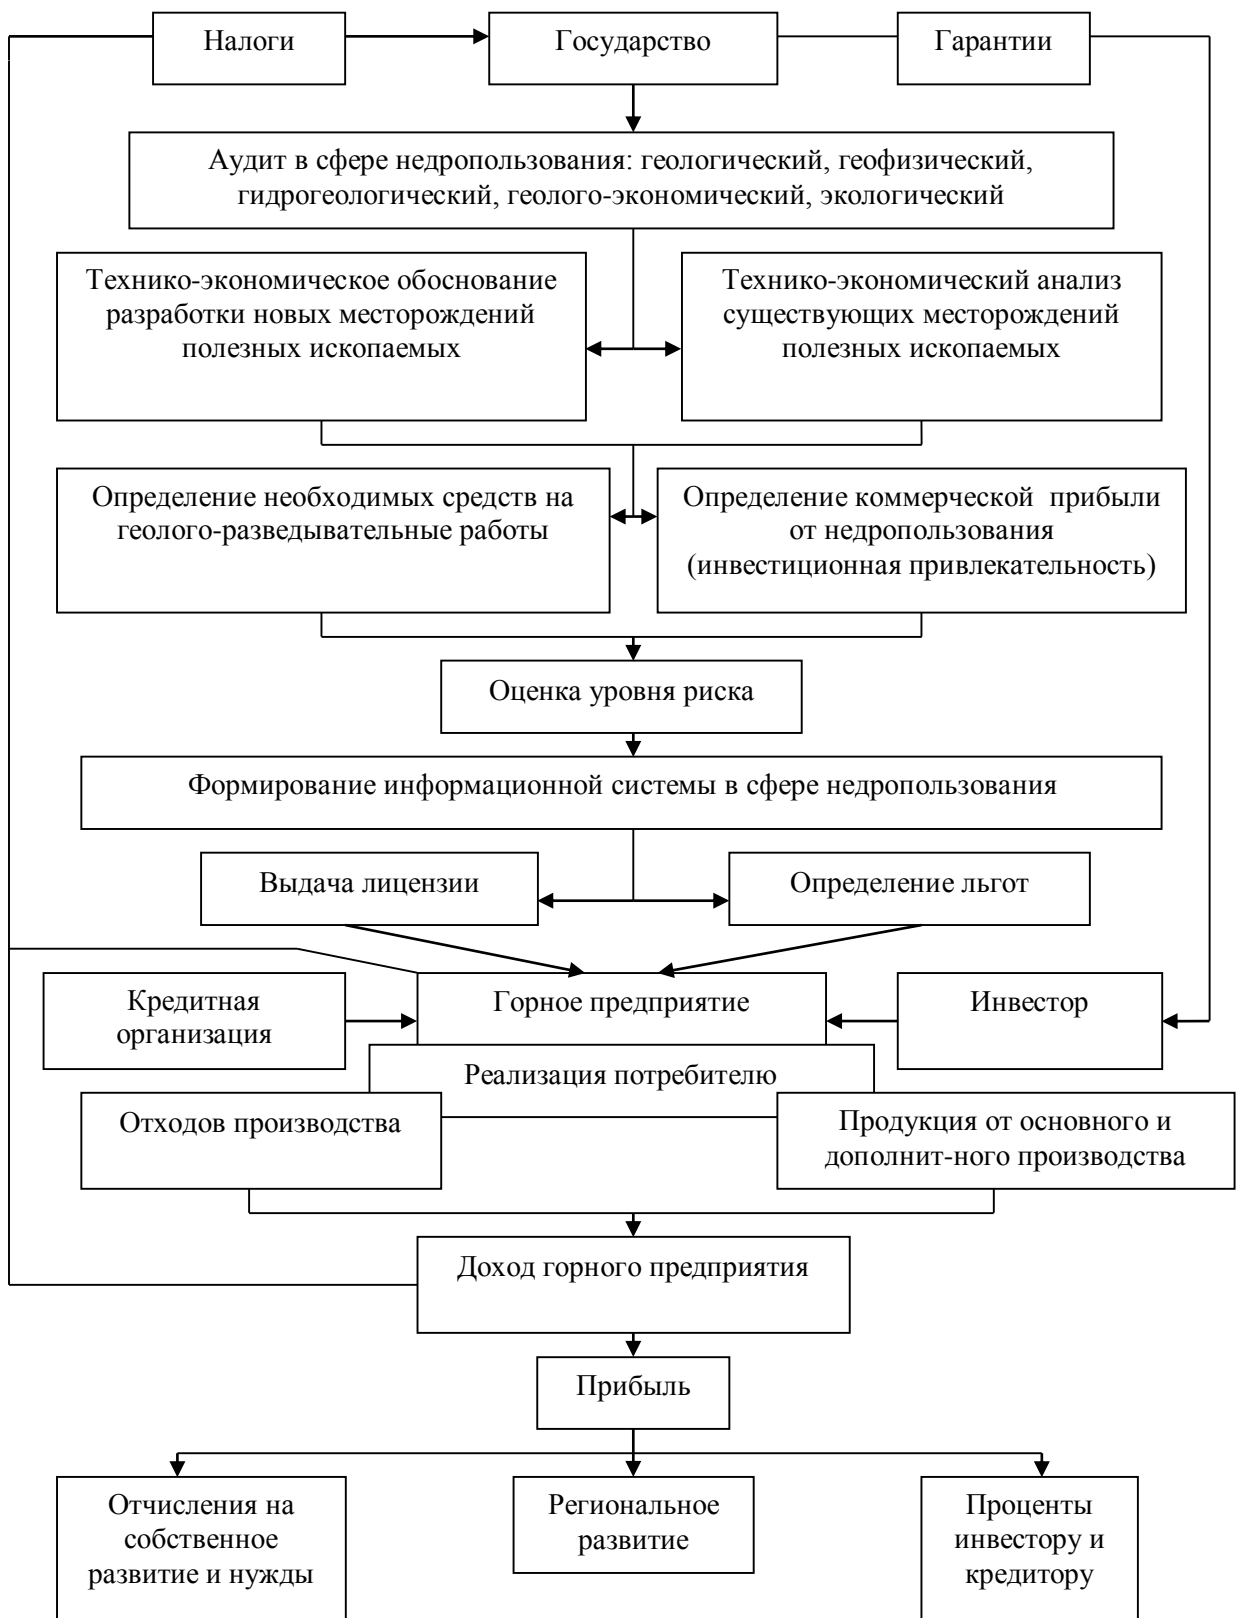 Налоги
Государство
Гарантии
Аудит в сфере недропользования: геологический, геофизический,
гидрогеологический, геолого-экономический, экологический
Технико-экономическое обоснование
разработки новых месторождений
полезных ископаемых
Технико-экономический анализ
существующих месторождений
полезных ископаемых
Определение необходимых средств на
геолого-разведывательные работы
Определение коммерческой прибыли
от недропользования
(инвестиционная привлекательность)
Оценка уровня риска
Формирование информационной системы в сфере недропользования
Выдача лицензии
Определение льгот
Кредитная
организация
Горное предприятие
Инвестор
Реализация потребителю
Отходов производства
Продукция от основного и
дополнит-ного производства
Доход горного предприятия
Прибыль
Отчисления на
собственное
развитие и нужды
Региональное
развитие
Проценты
инвестору и
кредитору